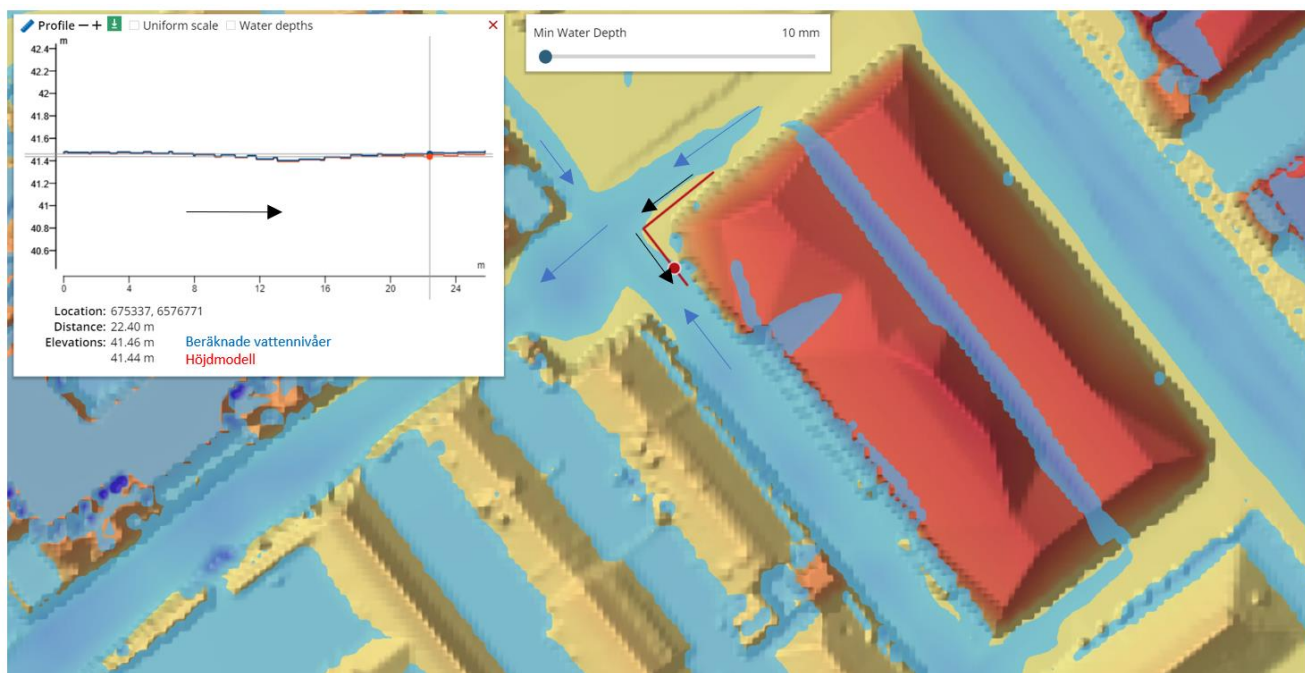 Profile − + Uniform scale Water depths ×
m
42.4
42.2
42
41.8
41.6
41.4
41.2
41
40.8
40.6
m
0 4 8 12 16 20 24
Location: 675337, 6576771
Distance: 22.40 m
Elevations: 41.46 m Beräknade vattennivåer
41.44 m Höjdmodell
Min Water Depth 10 mm